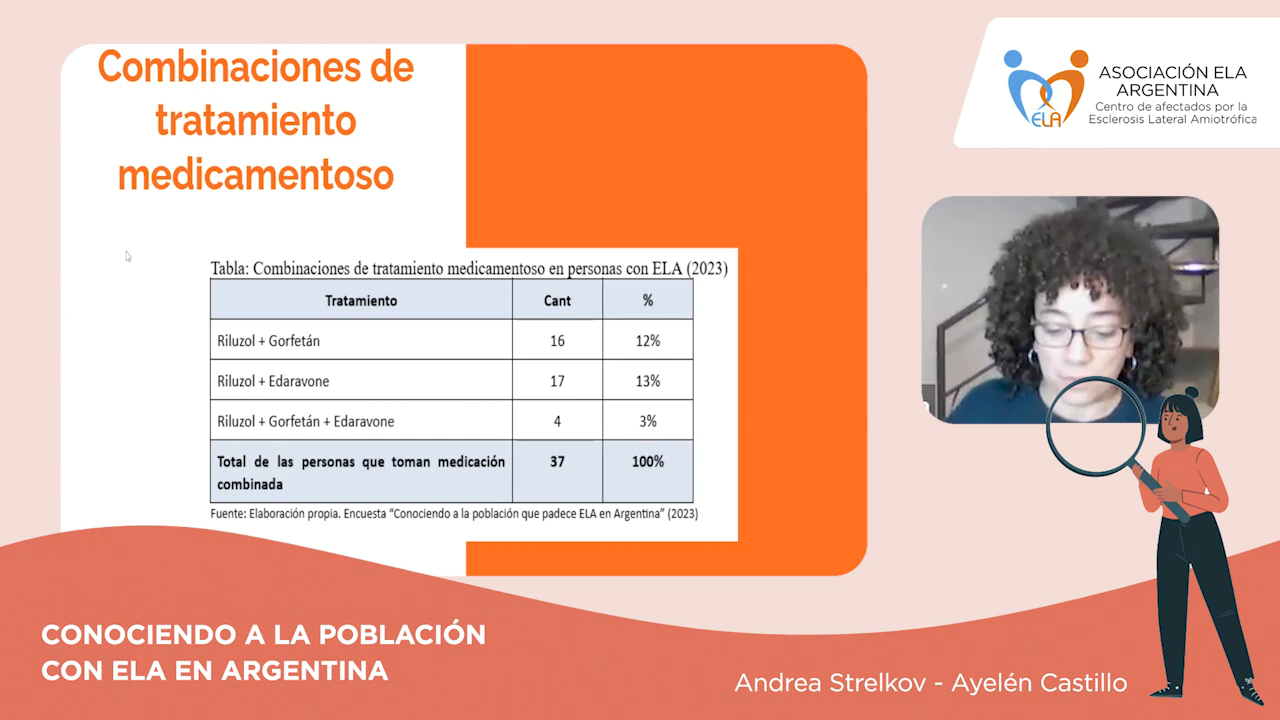 Combinaciones de
tratamiento
medicamentoso
Tabla: Combinaciones de tratamiento medicamentoso en personas con ELA (2023)
Tratamiento Cant %
Riluzol + Gorfetán 16 12%
Riluzol + Edaravone 17 13%
Riluzol + Gorfetán + Edaravone 4 3%
Total de las personas que toman medicación 37 100%
combinada
Fuente: Elaboración propia. Encuesta “Conociendo a la población que padece ELA en Argentina” (2023)
ELA
ASOCIACIÓN ELA
ARGENTINA
Centro de afectados por la
Esclerosis Lateral Amiotrófica
CONOCIENDO A LA POBLACIÓN
CON ELA EN ARGENTINA
Andrea Strelkov - Ayelén Castillo